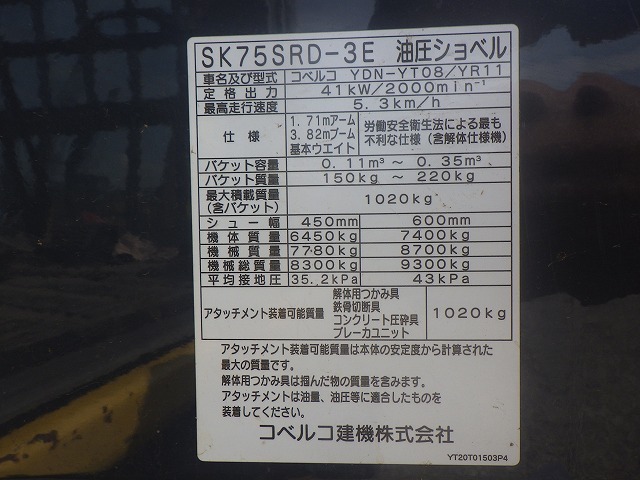 SK75SRD-3E 油圧ショベル
車名及び型式 コベルコ YDN-YT08/YR11
定格出力 41kW/2000min⁻¹
最高走行速度 5.3km/h
仕様 1.71mアーム 3.82mブーム 基本ウエイト 労働安全衛生法による最も不利な仕様(含解体仕様機)
バケット容量 0.11m³ ～ 0.35m³
バケット質量 150kg ～ 220kg
最大積載質量(含バケット) 1020kg
シュー幅 450mm 600mm
機体質量 6450kg 7400kg
機械質量 7780kg 8700kg
機械総質量 8300kg 9300kg
平均接地圧 35.2kPa 43kPa
アタッチメント装着可能質量 解体用つかみ具 鉄骨切断具 コンクリート圧砕具 ブレーカユニット 1020kg
アタッチメント装着可能質量は本体の安定度から計算された
最大の質量です。
解体用つかみ具は掴んだ物の質量を含みます。
アタッチメントは油量、油圧等に適合したものを
装着してください。
コベルコ建機株式会社
YT20T01503P4